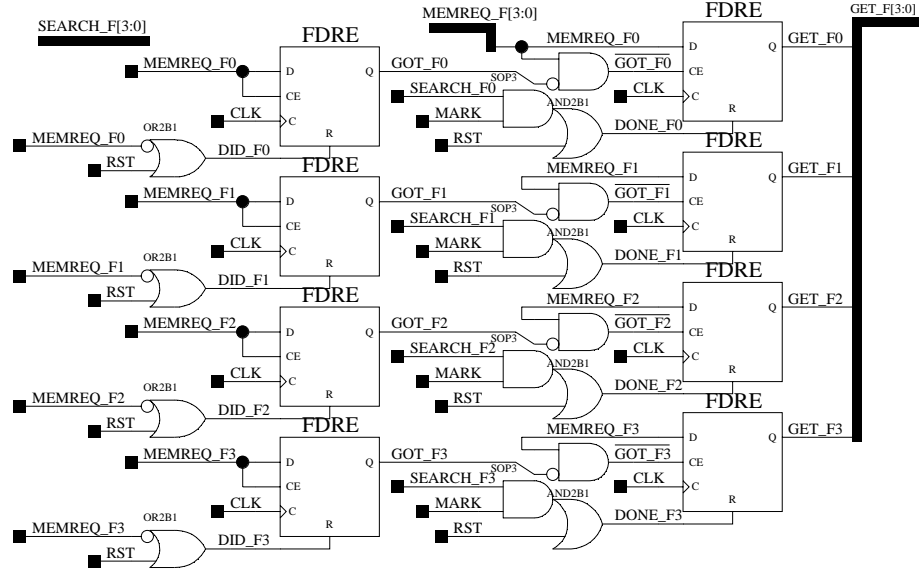 SEARCH_F[3:0]
MEMREQ_F[3:0]
GET_F[3:0]
FDRE
FDRE
MEMREQ_F0
D
Q
GOT_F0
CE
CLK
C
R
SOP3
SEARCH_F0
MARK
RST
AND2B1
MEMREQ_F0
GOT_F0
D
Q
GET_F0
CE
CLK
C
R
DONE_F0
OR2B1
MEMREQ_F0
RST
DID_F0
FDRE
FDRE
MEMREQ_F1
D
Q
GOT_F1
CE
CLK
C
R
SOP3
SEARCH_F1
MARK
RST
AND2B1
MEMREQ_F1
GOT_F1
D
Q
GET_F1
CE
CLK
C
R
DONE_F1
OR2B1
MEMREQ_F1
RST
DID_F1
FDRE
FDRE
MEMREQ_F2
D
Q
GOT_F2
CE
CLK
C
R
SOP3
SEARCH_F2
MARK
RST
AND2B1
MEMREQ_F2
GOT_F2
D
Q
GET_F2
CE
CLK
C
R
DONE_F2
OR2B1
MEMREQ_F2
RST
DID_F2
FDRE
FDRE
MEMREQ_F3
D
Q
GOT_F3
CE
CLK
C
R
SOP3
SEARCH_F3
MARK
RST
AND2B1
MEMREQ_F3
GOT_F3
D
Q
GET_F3
CE
CLK
C
R
DONE_F3
OR2B1
MEMREQ_F3
RST
DID_F3